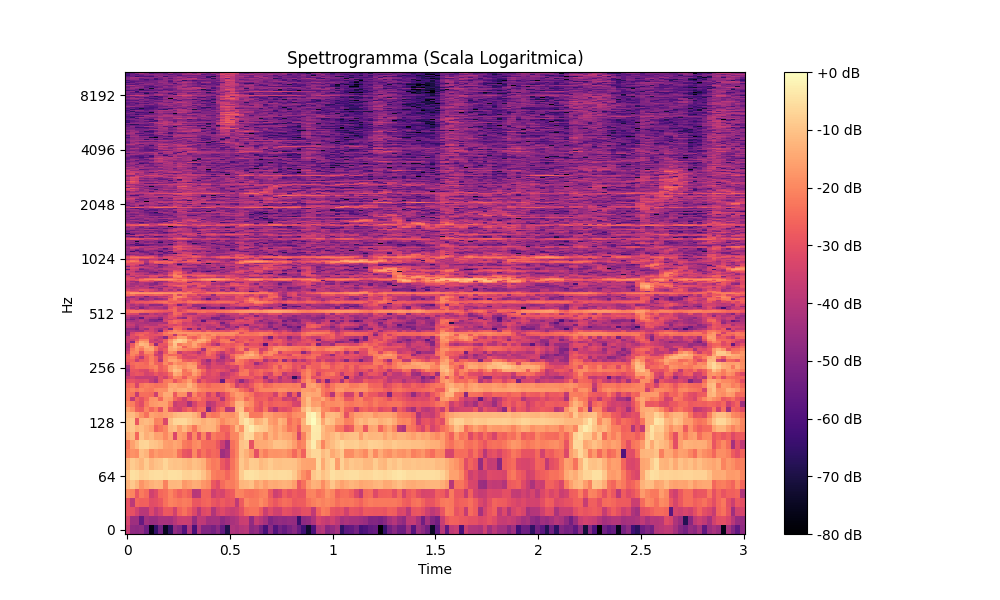 Spettrogramma (Scala Logaritmica)
8192
4096
2048
1024
512
256
128
64
0
Hz
0
0.5
1
1.5
2
2.5
3
Time
+0 dB
-10 dB
-20 dB
-30 dB
-40 dB
-50 dB
-60 dB
-70 dB
-80 dB